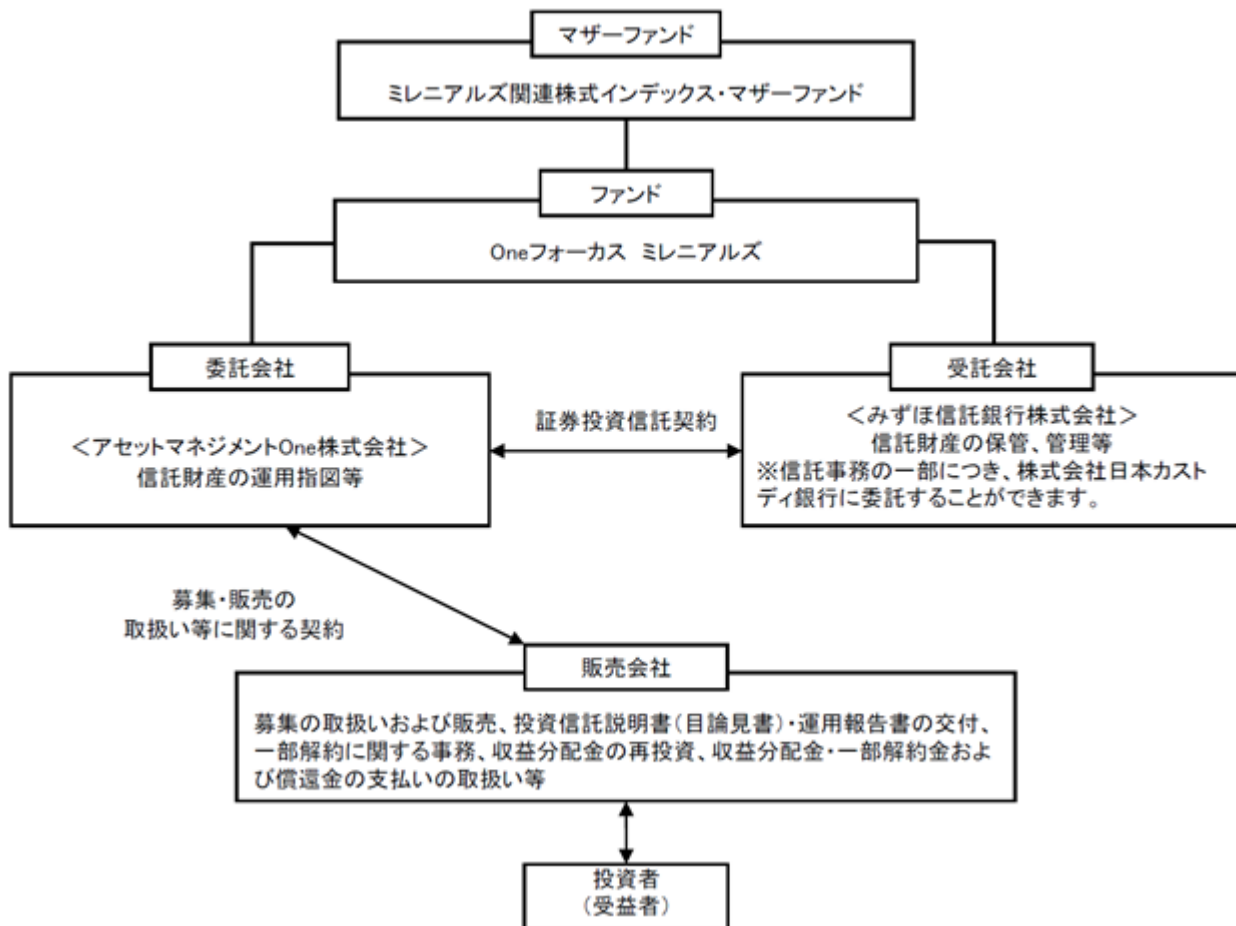 マザーファンド
ミレニアルズ関連株式インデックス・マザーファンド
ファンド
Oneフォーカス ミレニアルズ
委託会社
＜アセットマネジメントOne株式会社＞
信託財産の運用指図等
証券投資信託契約
受託会社
＜みずほ信託銀行株式会社＞
信託財産の保管、管理等
※信託事務の一部につき、株式会社日本カスト
ディ銀行に委託することができます。
募集・販売の
取扱い等に関する契約
販売会社
募集の取扱いおよび販売、投資信託説明書（目論見書）・運用報告書の交付、
一部解約に関する事務、収益分配金の再投資、収益分配金・一部解約金およ
び償還金の支払いの取扱い等
投資者
（受益者）